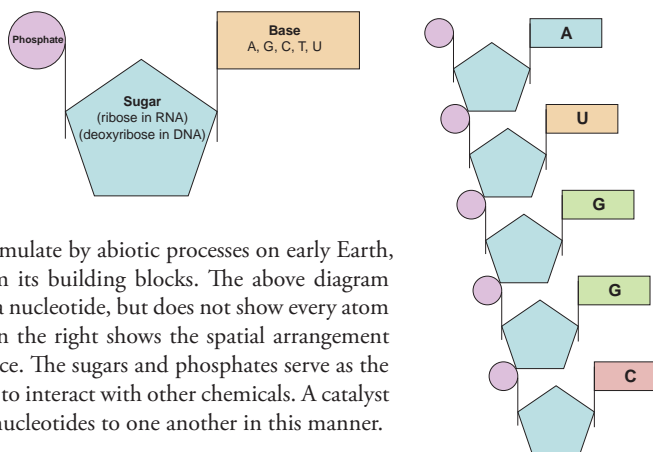 Phosphate
Base
A, G, C, T, U
Sugar
(ribose in RNA)
(deoxyribose in DNA)
A
U
G
G
C
mulate by abiotic processes on early Earth,
its building blocks. The above diagram
a nucleotide, but does not show every atom
n the right shows the spatial arrangement
ce. The sugars and phosphates serve as the
to interact with other chemicals. A catalyst
nucleotides to one another in this manner.